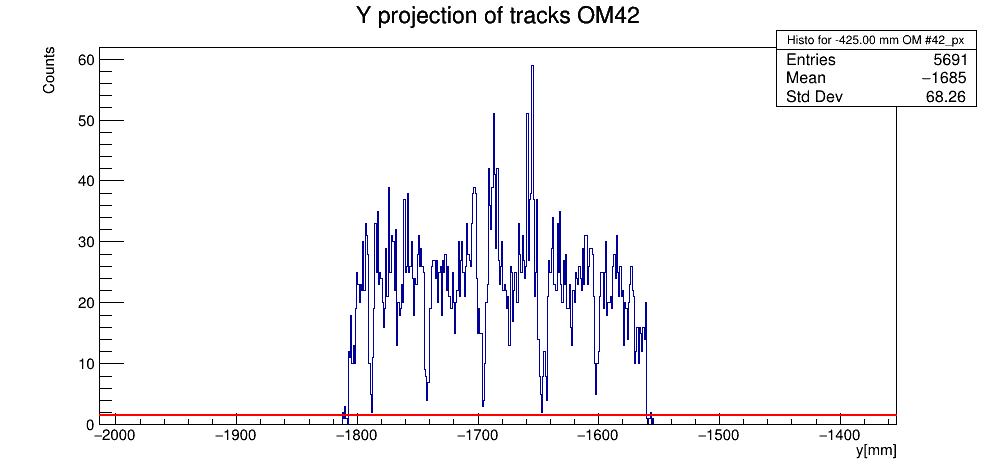 Y projection of tracks OM42
Histo for -425.00 mm OM #42_px
Entries 5691
Mean −1685
Std Dev 68.26
Counts
60
50
40
30
20
10
0
−2000 −1900 −1800 −1700 −1600 −1500 −1400
y[mm]